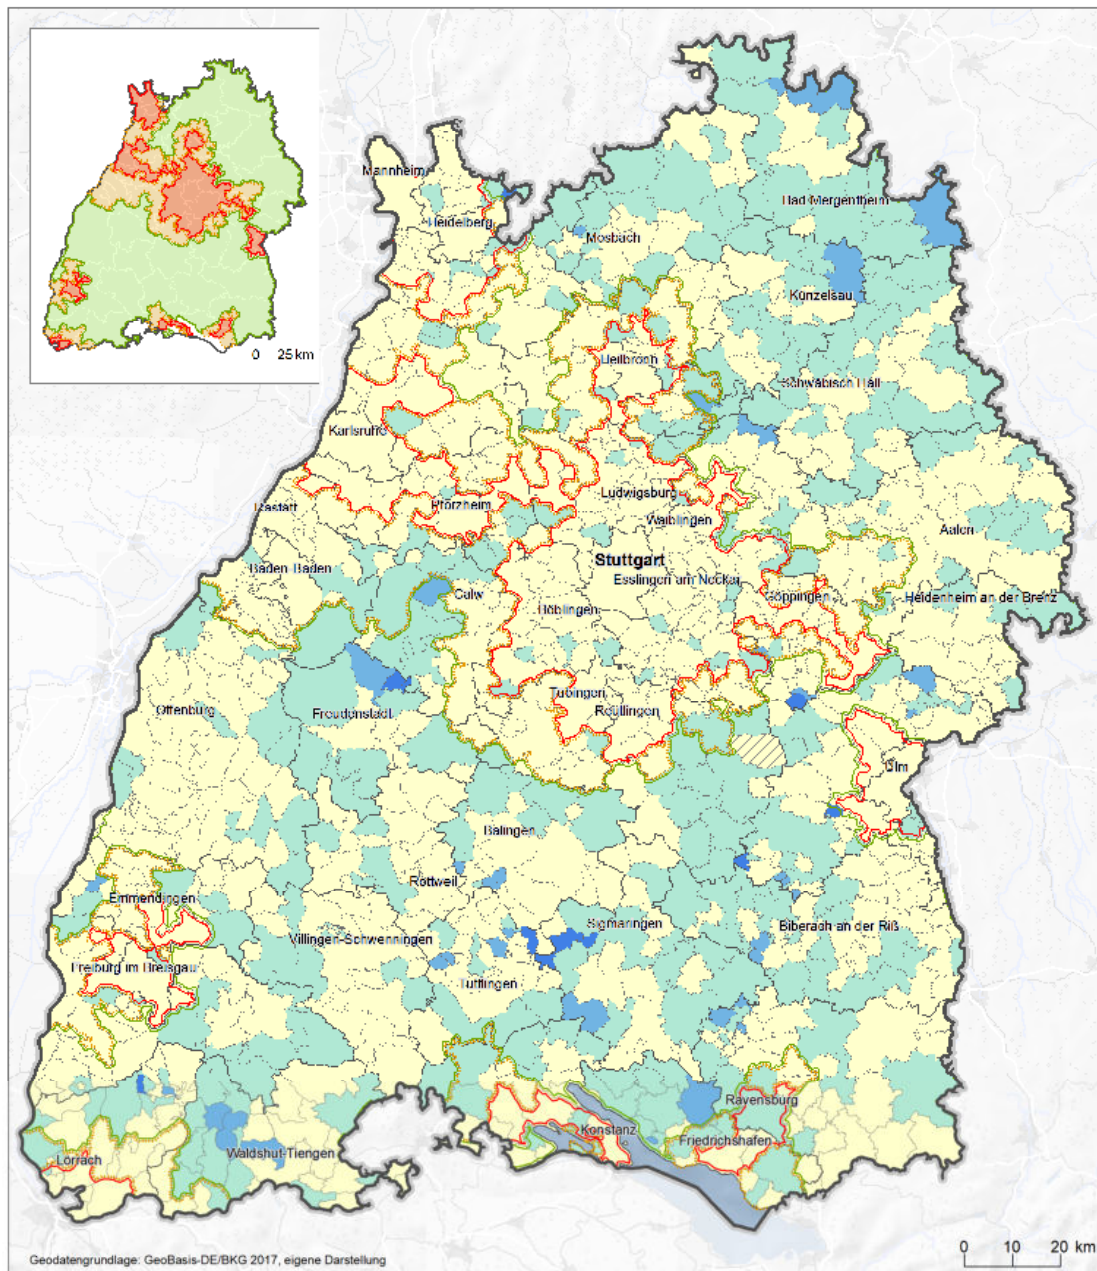 0 25 km
Mannheim
Heidelberg
Mosbach
Bad Mergentheim
Künzelsau
Heilbronn
Schwäbisch Hall
Karlsruhe
Ludwigsburg
Pforzheim
Rastatt
Waiblingen
Aalen
Stuttgart
Baden-Baden
Esslingen am Neckar
Calw
Göppingen
Heidenheim an der Brenz
Böblingen
Tübingen
Offenburg
Freudenstadt
Reutlingen
Ulm
Balingen
Rottweil
Emmendingen
Sigmaringen
Biberach an der Riß
Villingen-Schwenningen
Freiburg im Breisgau
Tuttlingen
Ravensburg
Konstanz
Friedrichshafen
Waldshut-Tiengen
Lörrach
0 10 20 km
Geodatengrundlage: GeoBasis-DE/BKG 2017, eigene Darstellung